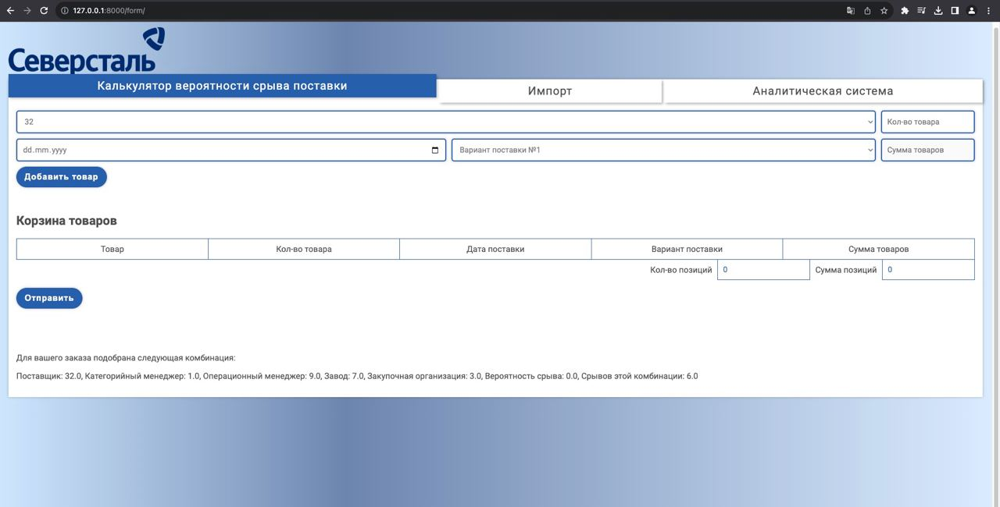 127.0.0.1:8000/form/
Северсталь
Калькулятор вероятности срыва поставки
Импорт
Аналитическая система
32
Кол-во товара
dd.mm.yyyy
Вариант поставки №1
Сумма товаров
Добавить товар
Корзина товаров
Товар Кол-во товара Дата поставки Вариант поставки Сумма товаров
Кол-во позиций 0 Сумма позиций 0
Отправить
Для вашего заказа подобрана следующая комбинация:
Поставщик: 32.0, Категорийный менеджер: 1.0, Операционный менеджер: 9.0, Завод: 7.0, Закупочная организация: 3.0, Вероятность срыва: 0.0, Срывов этой комбинации: 6.0